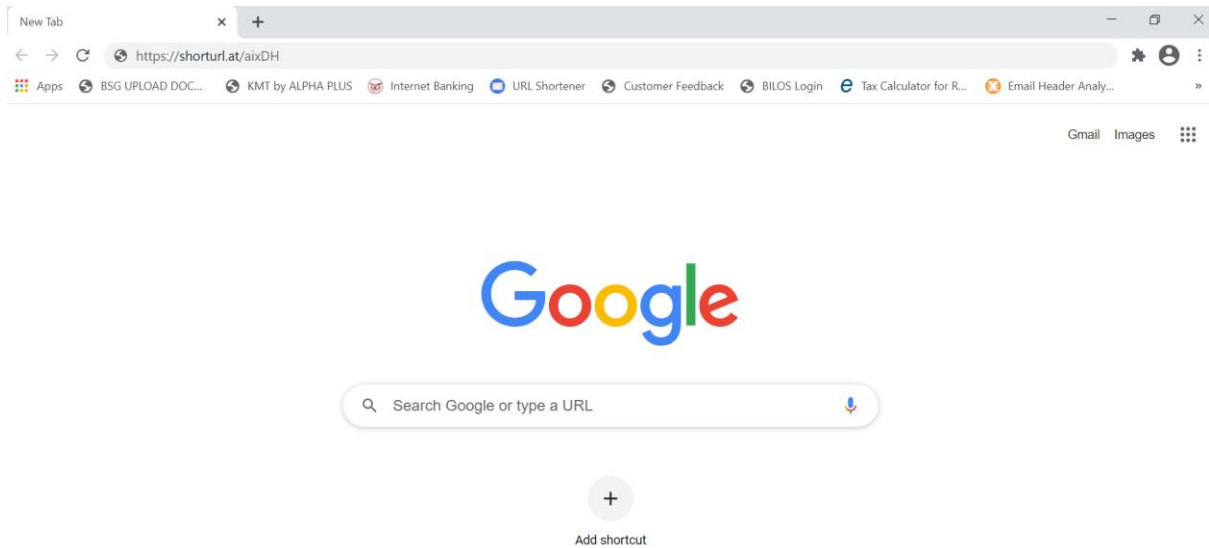 New Tab
https://shorturl.at/aixDH
Apps BSG UPLOAD DOC... KMT by ALPHA PLUS Internet Banking URL Shortener Customer Feedback BILOS Login Tax Calculator for R... Email Header Analy... »
Gmail Images
Google
Search Google or type a URL
Add shortcut